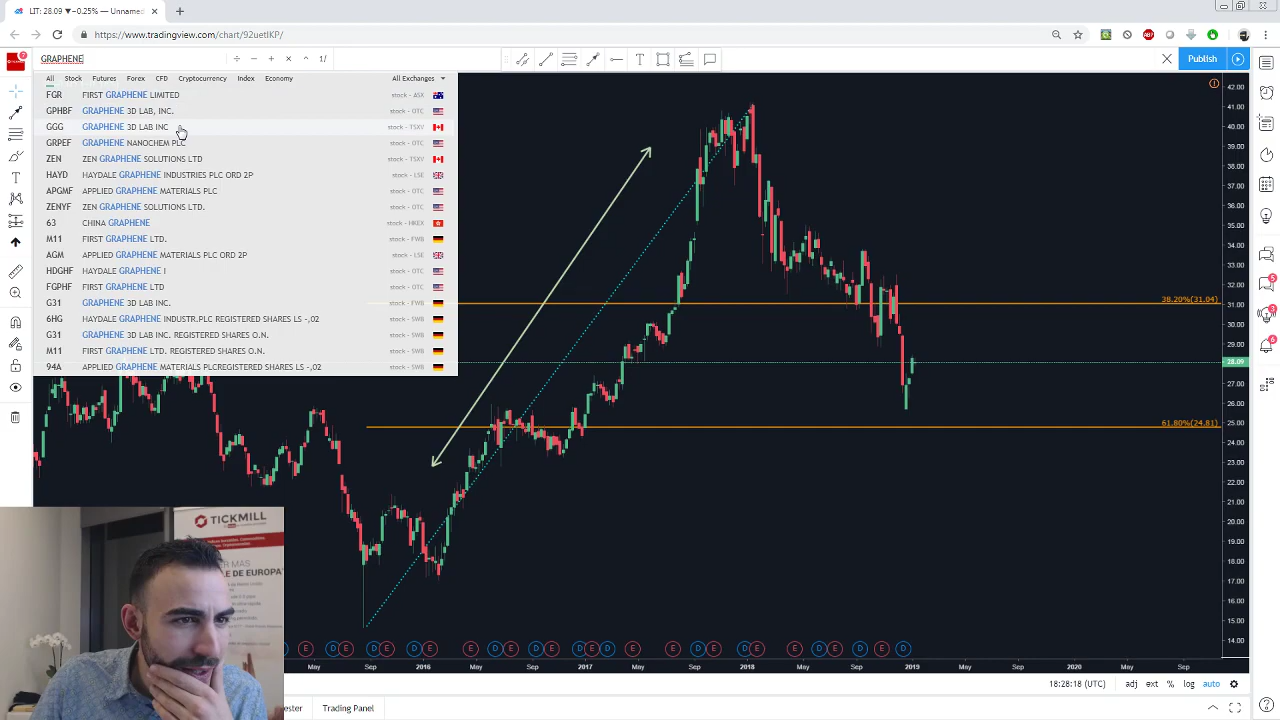 LIT: 28.09 ▼−0.25% — Unnamed
https://www.tradingview.com/chart/92uetIKP/
GRAPHENE
÷ − + × ^ 1/
Publish
All Stock Futures Forex CFD Cryptocurrency Index Economy All Exchanges
FGR FIRST GRAPHENE LIMITED stock - ASX
GPHBF GRAPHENE 3D LAB, INC. stock - OTC
GGG GRAPHENE 3D LAB INC stock - TSXV
GRPEF GRAPHENE NANOCHEM PLC stock - OTC
ZEN ZEN GRAPHENE SOLUTIONS LTD stock - TSXV
HAYD HAYDALE GRAPHENE INDUSTRIES PLC ORD 2P stock - LSE
APGMF APPLIED GRAPHENE MATERIALS PLC stock - OTC
ZENYF ZEN GRAPHENE SOLUTIONS LTD. stock - OTC
63 CHINA GRAPHENE stock - HKEX
M11 FIRST GRAPHENE LTD. stock - FWB
AGM APPLIED GRAPHENE MATERIALS PLC ORD 2P stock - LSE
HDGHF HAYDALE GRAPHENE I stock - OTC
FGPHF FIRST GRAPHENE LTD stock - OTC
G31 GRAPHENE 3D LAB INC. stock - FWB
6HG HAYDALE GRAPHENE INDUSTR.PLC REGISTERED SHARES LS -,02 stock - SWB
G31 GRAPHENE 3D LAB INC. REGISTERED SHARES O.N. stock - SWB
M11 FIRST GRAPHENE LTD. REGISTERED SHARES O.N. stock - SWB
94A APPLIED GRAPHENE MATERIALS PLCREGISTERED SHARES LS -,02 stock - SWB
42.00
41.00
40.00
39.00
38.00
37.00
36.00
35.00
34.00
33.00
32.00
38.20%(31.04)
31.00
30.00
29.00
28.09
27.00
26.00
61.80%(24.81)
25.00
24.00
23.00
22.00
21.00
20.00
19.00
18.00
17.00
16.00
15.00
14.00
TICKMILL
DE EUROPA'
E D E D E D E D E D E D E D E D E D E D
May Sep 2016 May Sep 2017 May Sep 2018 May Sep 2019 May Sep 2020 Sep
18:28:18 (UTC) adj ext % log auto
ester Trading Panel